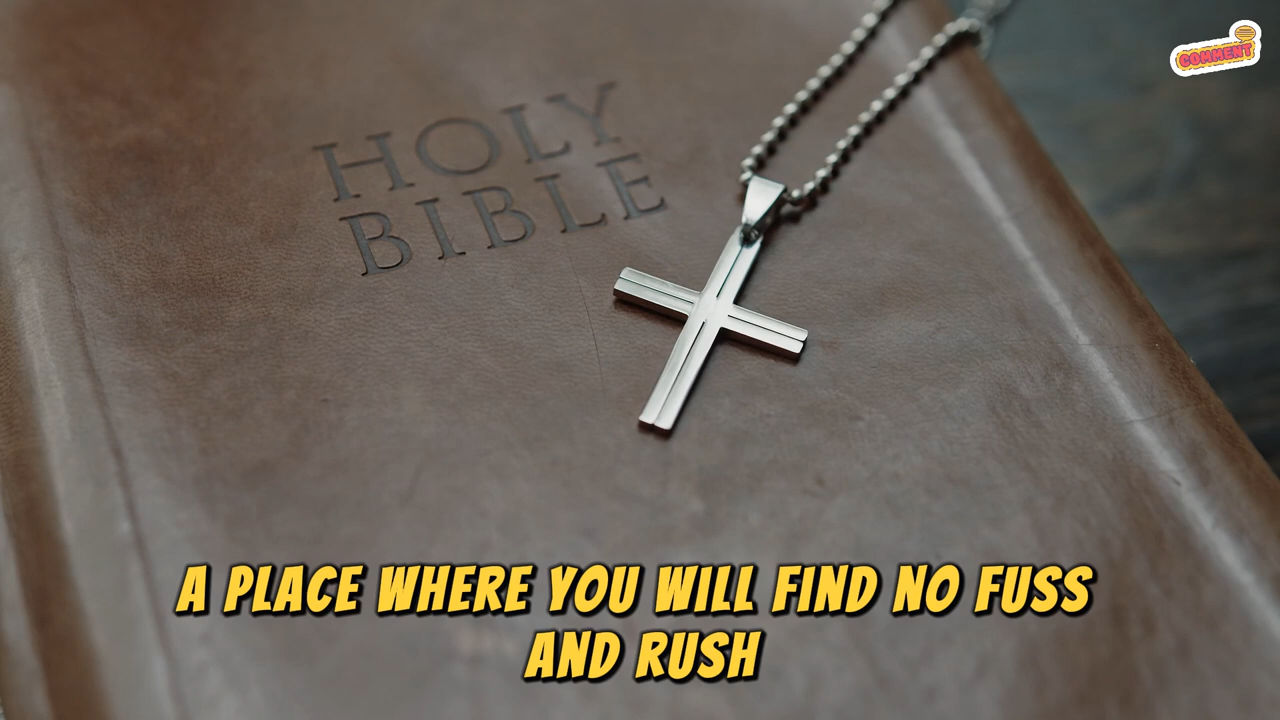 COMMENT
HOLY
BIBLE
A PLACE WHERE YOU WILL FIND NO FUSS
AND RUSH